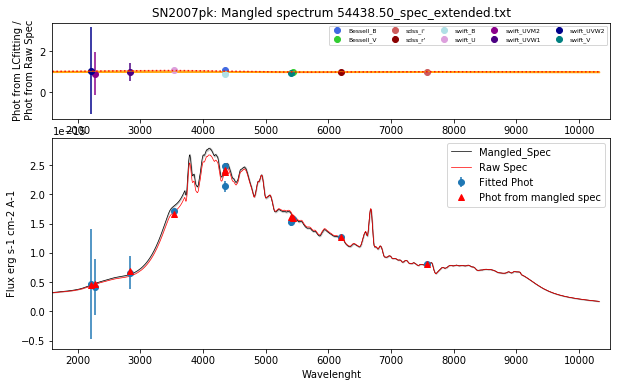 SN2007pk: Mangled spectrum 54438.50_spec_extended.txt
Phot from LCfitting /
Phot from Raw Spec
Bessell_B sdss_i' swift_B swift_UVM2 swift_UVW2
Bessell_V sdss_r' swift_U swift_UVW1 swift_V
2
0
2000 3000 4000 5000 6000 7000 8000 9000 10000
1e−15
Flux erg s-1 cm-2 A-1
Mangled_Spec
Raw Spec
Fitted Phot
Phot from mangled spec
2.5
2.0
1.5
1.0
0.5
0.0
−0.5
2000 3000 4000 5000 6000 7000 8000 9000 10000
Wavelenght